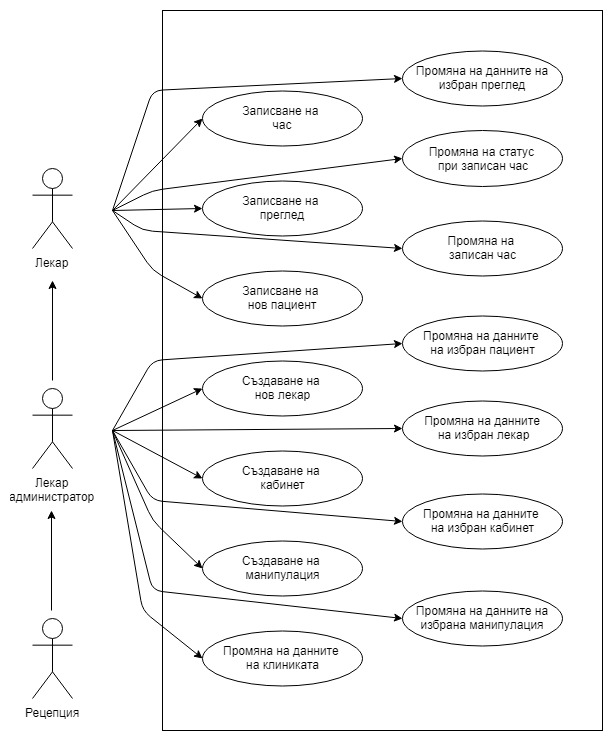 Промяна на данните на
избран преглед
Записване на
час
Промяна на статус
при записан час
Записване на
преглед
Лекар
Промяна на
записан час
Записване на
нов пациент
Промяна на данните
на избран пациент
Създаване на
нов лекар
Промяна на данните
на избран лекар
Лекар
администратор
Създаване на
кабинет
Промяна на данните
на избран кабинет
Създаване на
манипулация
Промяна на данните на
избрана манипулация
Промяна на данните
на клиниката
Рецепция